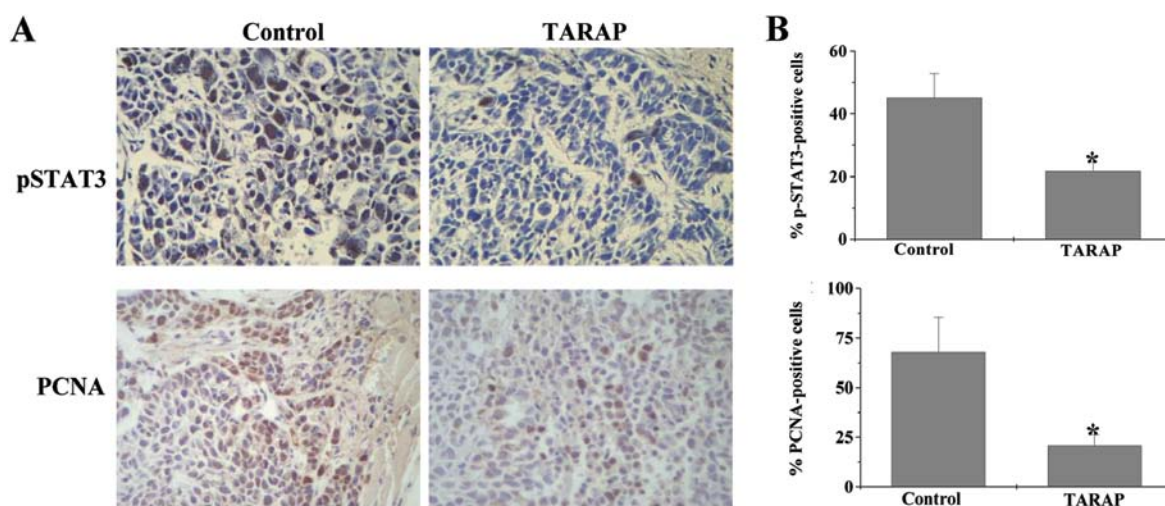 A
Control
TARAP
pSTAT3
PCNA
B
% p-STAT3-positive cells
60
40
20
0
*
Control
TARAP
% PCNA-positive cells
100
75
50
25
0
*
Control
TARAP